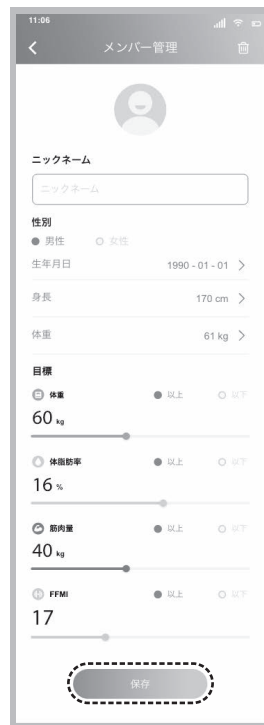 11:06
メンバー管理
ニックネーム
ニックネーム
性別
男性 女性
生年月日 1990 - 01 - 01
身長 170 cm
体重 61 kg
目標
体重 以上 以下
60 kg
体脂肪率 以上 以下
16 %
筋肉量 以上 以下
40 kg
FFMI 以上 以下
17
保存